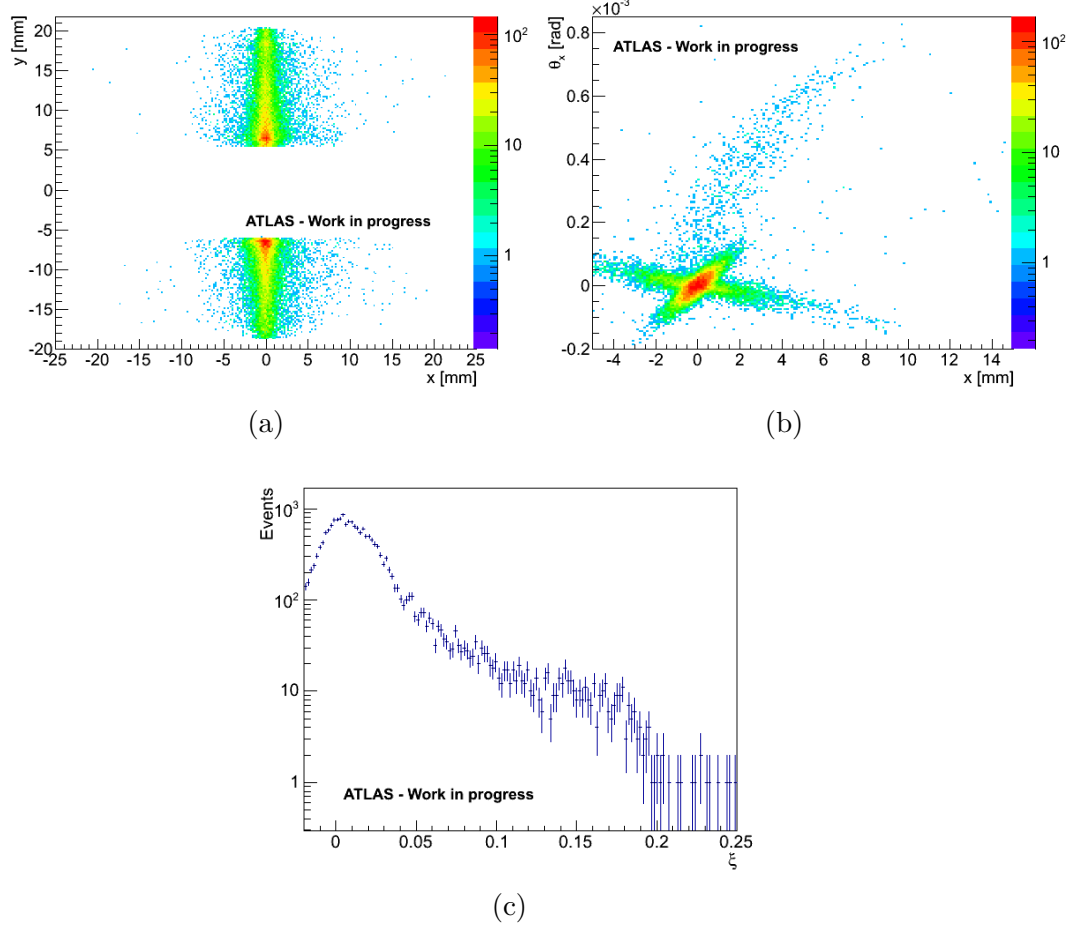 y [mm]
20
15
10
5
0
-5
-10
-15
-20
ATLAS - Work in progress
-25 -20 -15 -10 -5 0 5 10 15 20 25
x [mm]
10²
10
1
(a)
×10⁻³
θx [rad]
0.8
0.6
0.4
0.2
0
-0.2
ATLAS - Work in progress
-4 -2 0 2 4 6 8 10 12 14
x [mm]
10²
10
1
(b)
Events
10³
10²
10
1
ATLAS - Work in progress
0 0.05 0.1 0.15 0.2 0.25
ξ
(c)